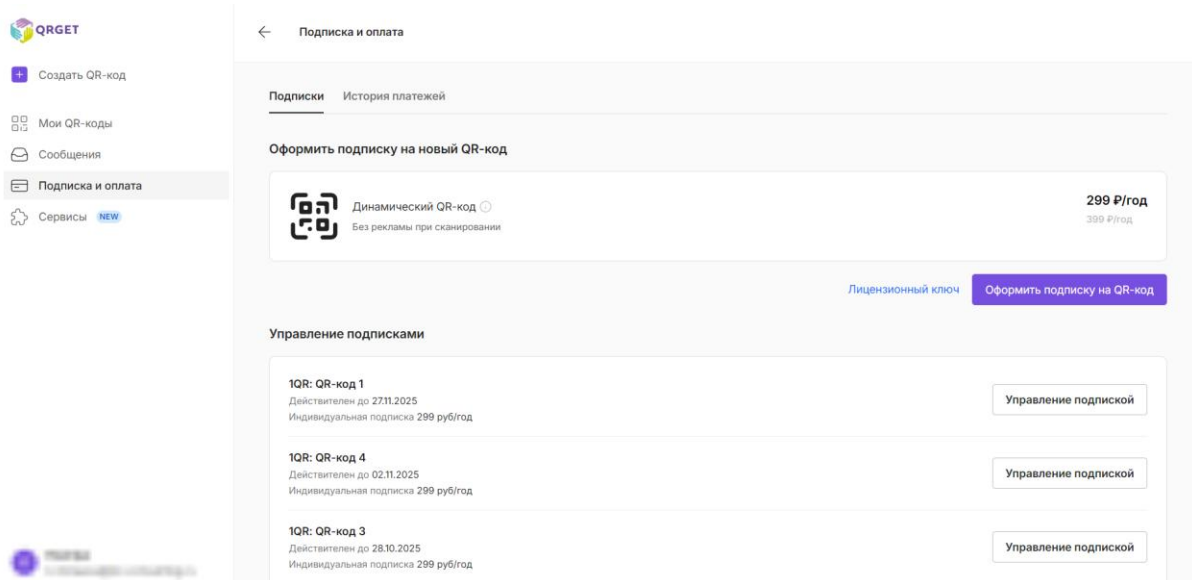 QRGET
Подписка и оплата
Создать QR-код
Мои QR-коды
Сообщения
Подписка и оплата
Сервисы NEW
Подписки История платежей
Оформить подписку на новый QR-код
Динамический QR-код
Без рекламы при сканировании
299 ₽/год
399 ₽/год
Лицензионный ключ Оформить подписку на QR-код
Управление подписками
1QR: QR-код 1
Действителен до 27.11.2025
Индивидуальная подписка 299 руб/год
Управление подпиской
1QR: QR-код 4
Действителен до 02.11.2025
Индивидуальная подписка 299 руб/год
Управление подпиской
1QR: QR-код 3
Действителен до 28.10.2025
Индивидуальная подписка 299 руб/год
Управление подпиской